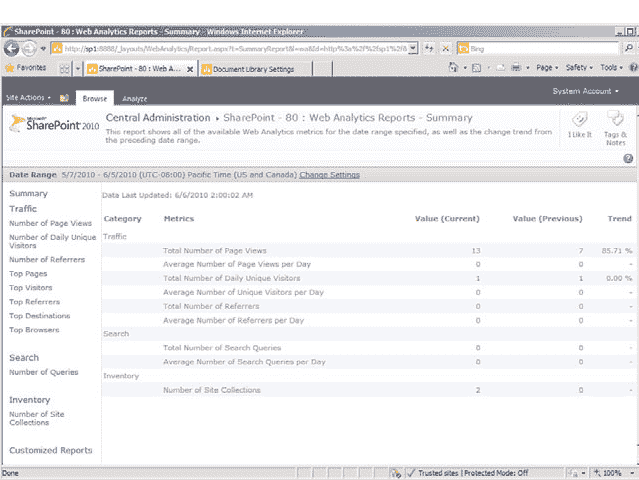 SharePoint - 80 : Web Analytics Reports - Summary - Windows Internet Explorer
Bing
Favorites
SharePoint - 80 : Web A...
Document Library Settings
Page
Safety
Tools
System Account
Site Actions
Browse
Analyze
Microsoft SharePoint 2010
Central Administration
SharePoint - 80 : Web Analytics Reports - Summary
This report shows all of the available Web Analytics metrics for the date range specified, as well as the change trend from
the preceding date range.
I Like It
Tags &
Notes
Date Range 5/7/2010 - 6/5/2010 (UTC-08:00) Pacific Time (US and Canada) Change Settings
Summary
Traffic
Number of Page Views
Number of Daily Unique
Visitors
Number of Referrers
Top Pages
Top Visitors
Top Referrers
Top Destinations
Top Browsers
Search
Number of Queries
Inventory
Number of Site
Collections
Customized Reports
Data Last Updated: 6/6/2010 2:00:02 AM
Category Metrics Value (Current) Value (Previous) Trend
Traffic
Total Number of Page Views 13 7 85.71 %
Average Number of Page Views per Day 0 0 -
Total Number of Daily Unique Visitors 1 1 0.00 %
Average Number of Unique Visitors per Day 0 0 -
Total Number of Referrers 0 0 -
Average Number of Referrers per Day 0 0 -
Search
Total Number of Search Queries 0 0 -
Average Number of Search Queries per Day 0 0 -
Inventory
Number of Site Collections 2 0 -
Done
Trusted sites | Protected Mode: Off
100%